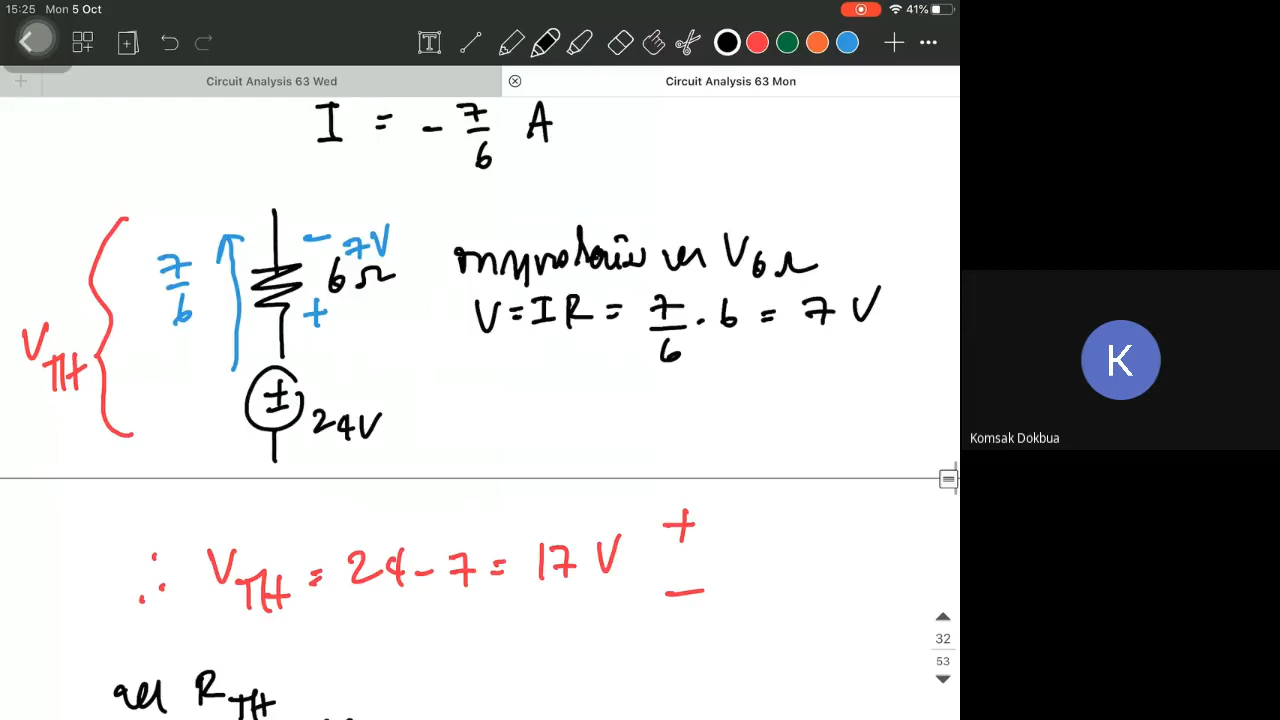 15:25 Mon 5 Oct
41%
Circuit Analysis 63 Wed
Circuit Analysis 63 Mon
I = - 7/6 A
- 7V
7/6
6Ω
+
V_TH
±
24V
V_6Ω
V = IR = 7/6 · 6 = 7 V
∴ V_TH = 24 - 7 = 17 V
+
-
32
53
R_TH
K
Komsak Dokbua